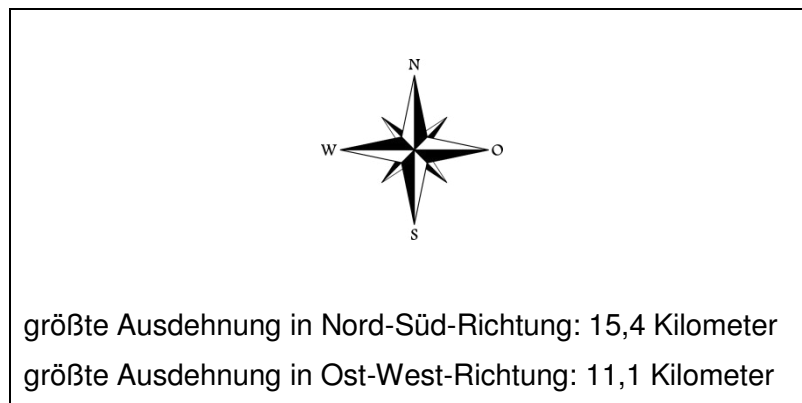 N
W O
S
größte Ausdehnung in Nord-Süd-Richtung: 15,4 Kilometer
größte Ausdehnung in Ost-West-Richtung: 11,1 Kilometer